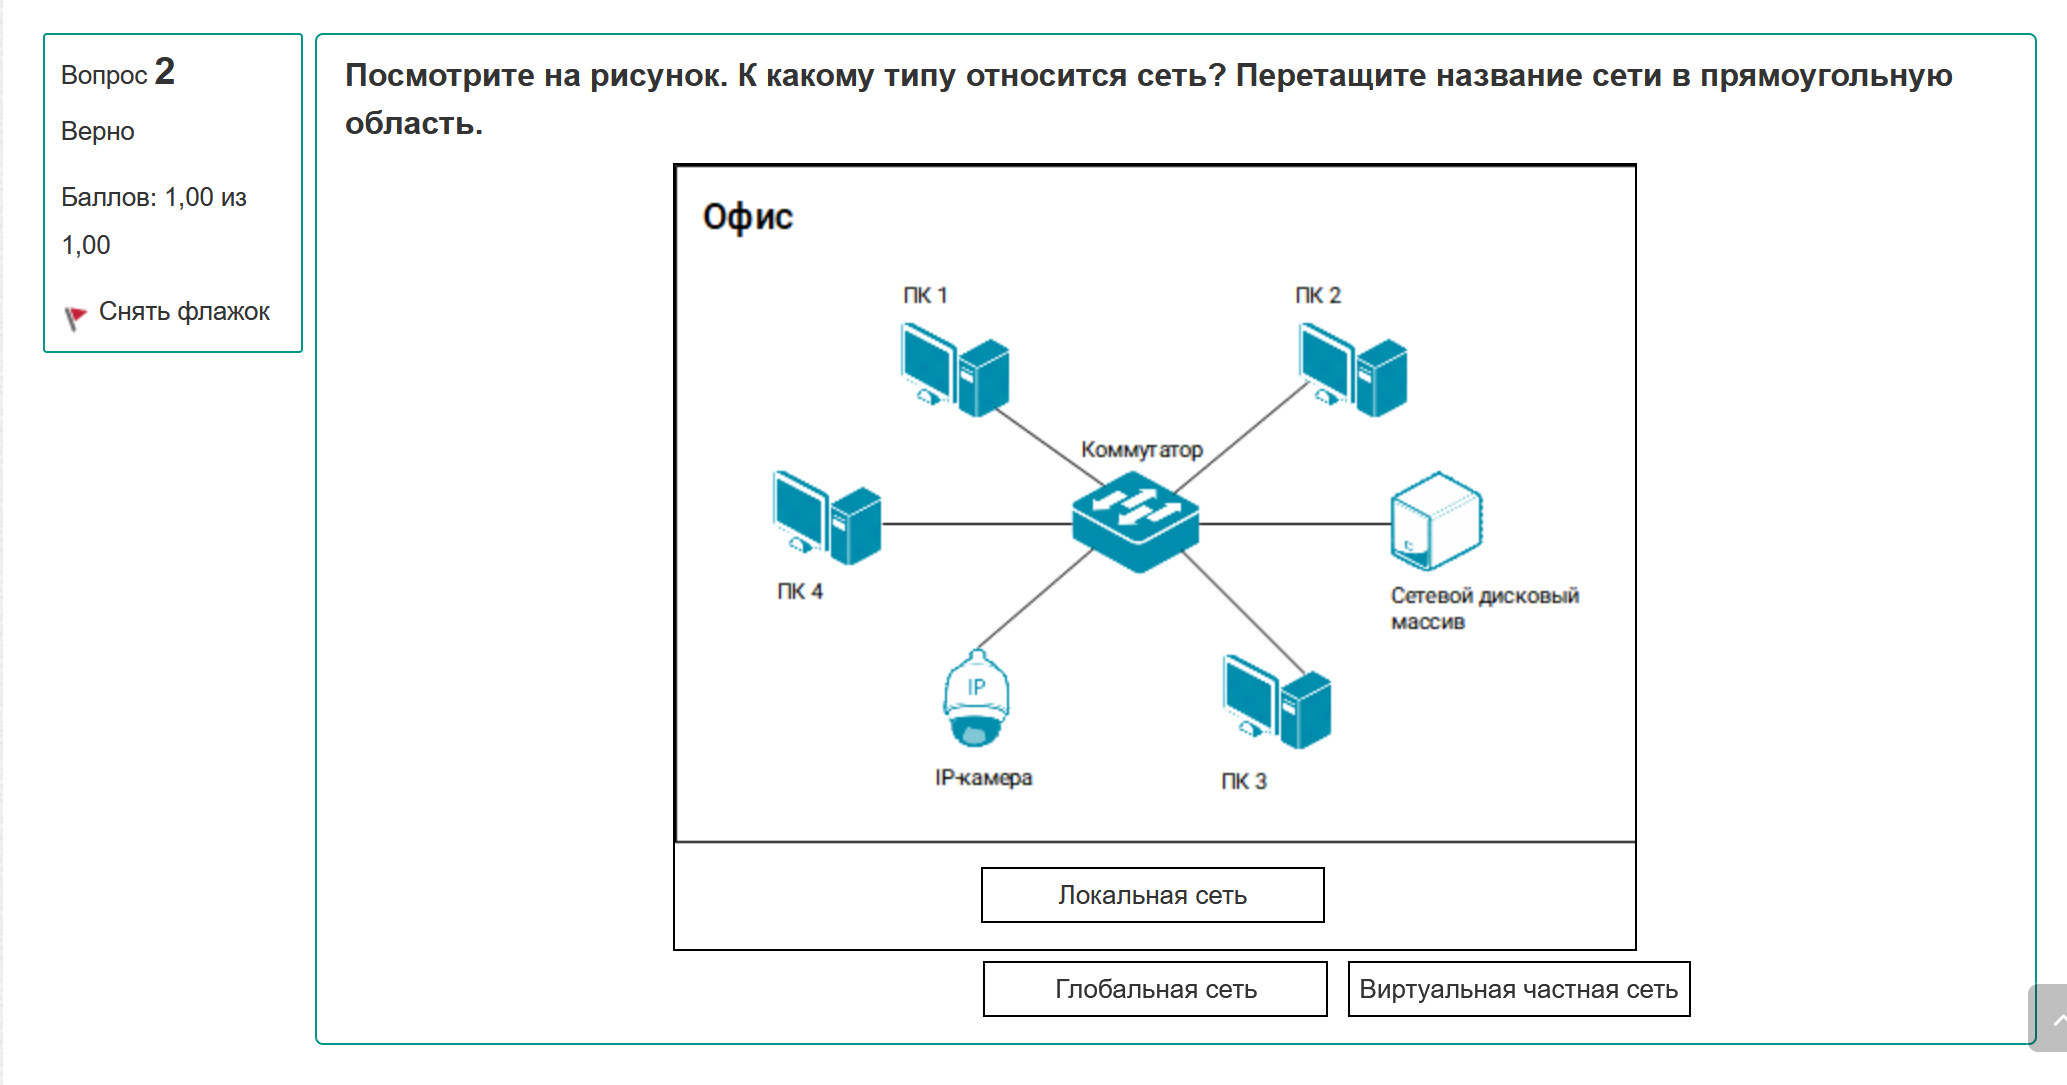 Вопрос 2
Верно
Баллов: 1,00 из
1,00
Снять флажок
Посмотрите на рисунок. К какому типу относится сеть? Перетащите название сети в прямоугольную
область.
Офис
ПК 1
ПК 2
Коммутатор
ПК 4
Сетевой дисковый
массив
IP
IP-камера
ПК 3
Локальная сеть
Глобальная сеть
Виртуальная частная сеть